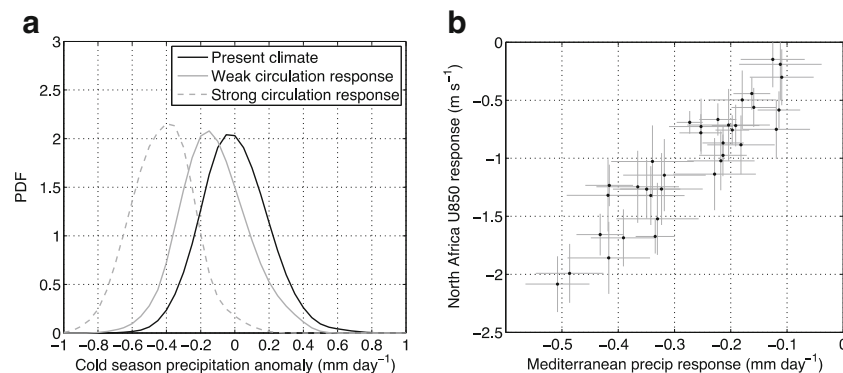 a
3
2.5
2
1.5
1
0.5
0
PDF
Present climate
Weak circulation response
Strong circulation response
−1 −0.8 −0.6 −0.4 −0.2 0 0.2 0.4 0.6 0.8 1
Cold season precipitation anomaly (mm day−1)
b
0
−0.5
−1
−1.5
−2
−2.5
North Africa U850 response (m s−1)
−0.5 −0.4 −0.3 −0.2 −0.1 0
Mediterranean precip response (mm day−1)